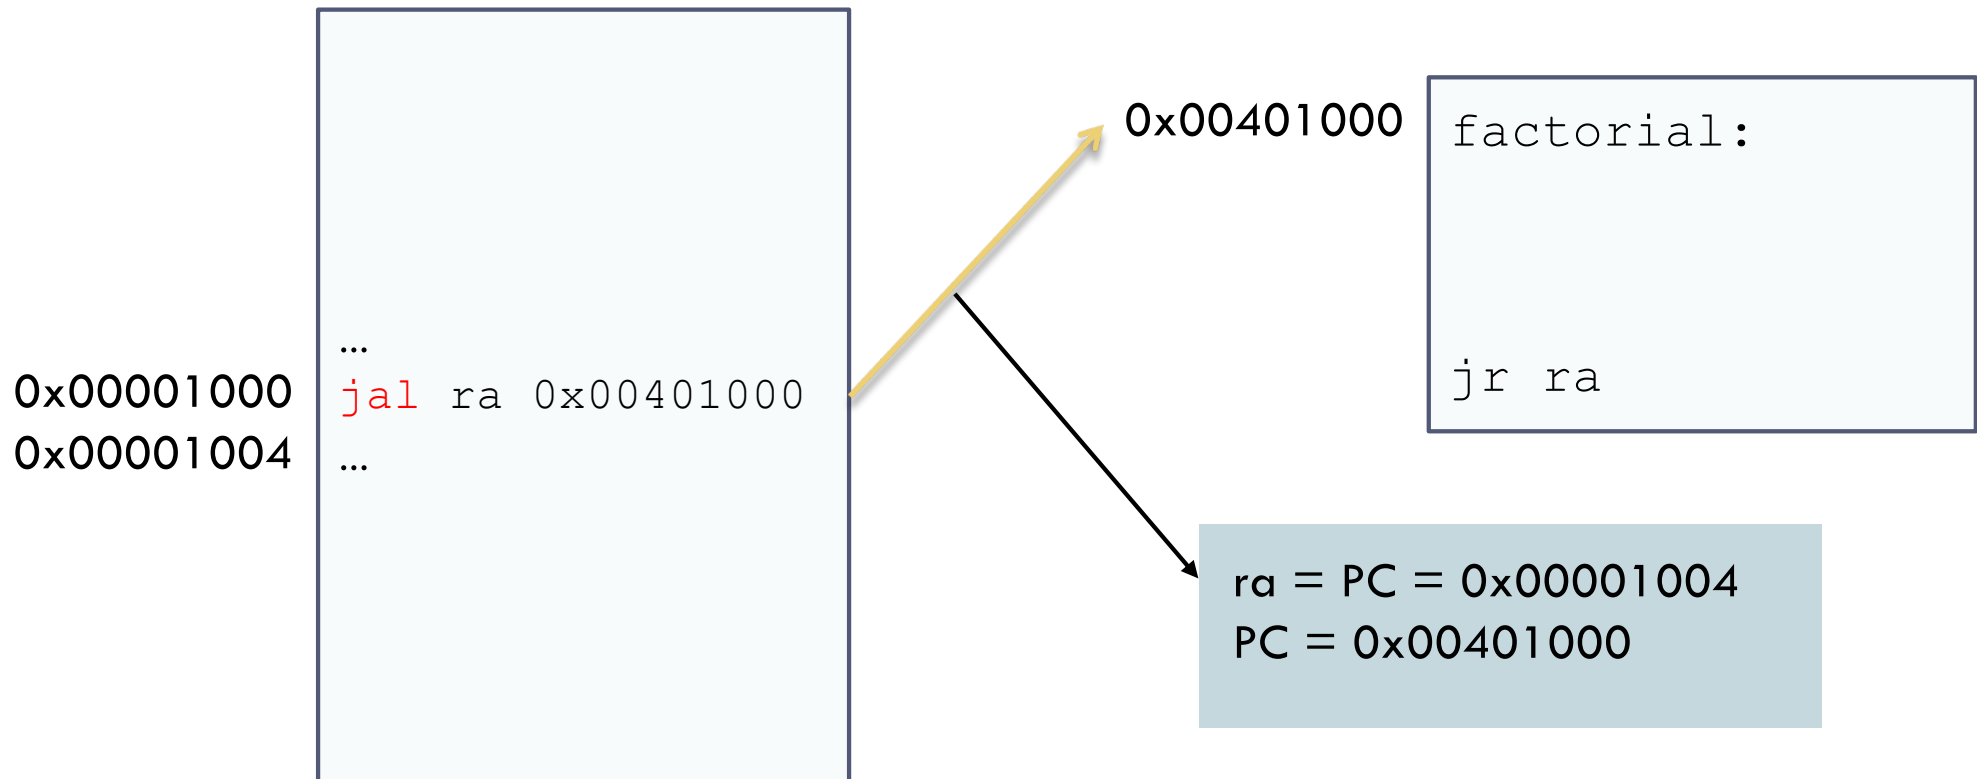 …
0x00001000 jal ra 0x00401000
0x00001004 …
0x00401000 factorial:
jr ra
ra = PC = 0x00001004
PC = 0x00401000